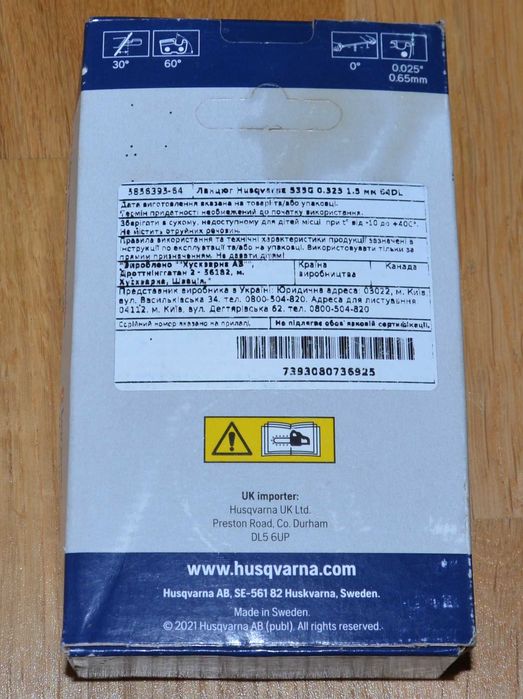 30°
60°
0°
0.025"
0.65mm
5836393-64
Ланцюг Husqvarna S35G 0.325 1.5 мм 64DL
Дата виготовлення вказана на товарі та/або упаковці.
Термін придатності необмежений до початку використання.
Зберігати в сухому, недоступному для дітей місці при t° від -10 до +40С°.
Не містить отруйних речовин.
Правила використання та технічні характеристики продукції зазначені в
інструкції по експлуатації та/або на упаковці. Використовувати тільки за
прямим призначенням. Не давати дітям!
Вироблено "Хускварна АВ",
Дроттнінггатан 2 - 56182, м.
Хускварна, Швеція.
Країна
виробництва
Канада
Представник виробника в Україні: Юридична адреса: 03022, м. Київ,
вул. Васильківська 34. тел. 0800-504-820. Адреса для листування
04112, м. Київ, вул. Дегтярівська 62. тел. 0800-504-820
Серійний номер вказано на приладі.
Не підлягає обов'язковій сертифікації.
7393080736925
UK importer:
Husqvarna UK Ltd.
Preston Road, Co. Durham
DL5 6UP
www.husqvarna.com
Husqvarna AB, SE-561 82 Huskvarna, Sweden.
Made in Sweden.
© 2021 Husqvarna AB (publ). All rights reserved.